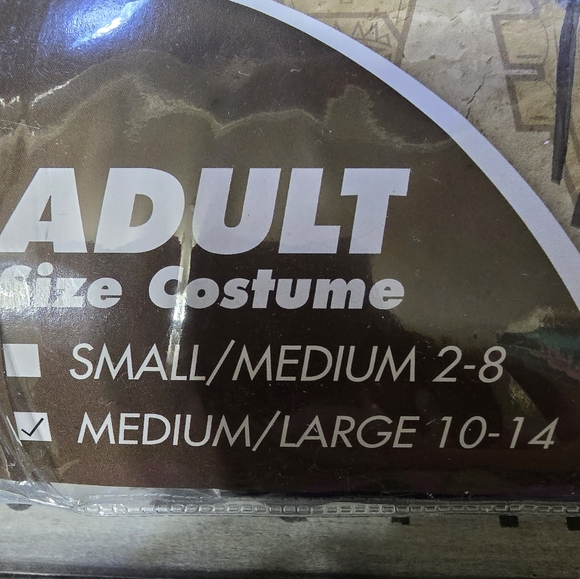 ADULT
Size Costume
SMALL/MEDIUM 2-8
MEDIUM/LARGE 10-14